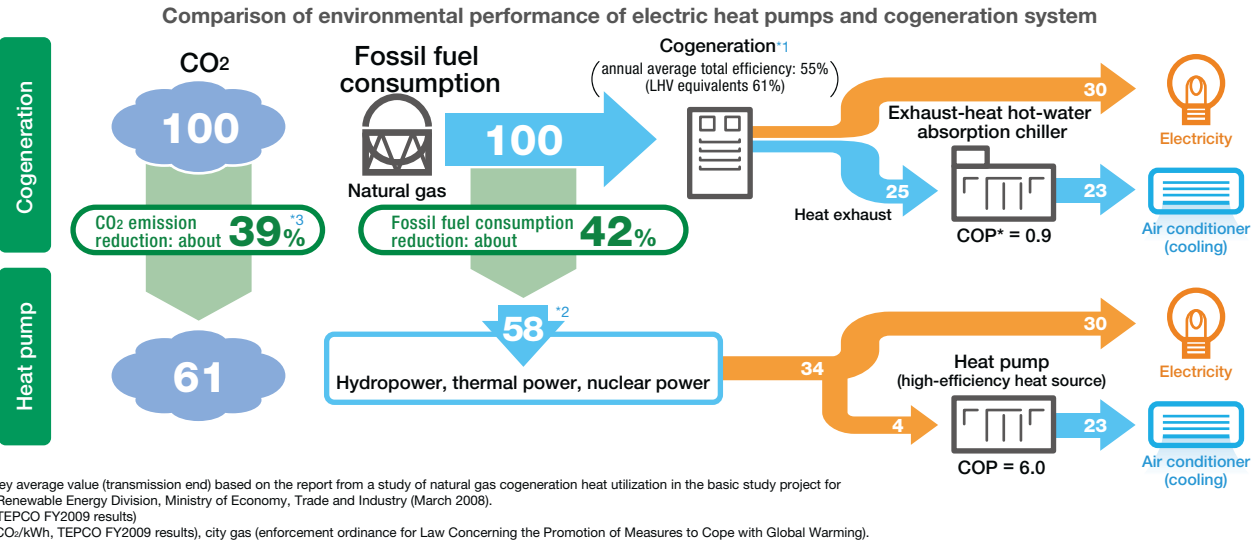 Comparison of environmental performance of electric heat pumps and cogeneration system
Cogeneration
CO2
100
CO2 emission
reduction: about 39%*3
Fossil fuel
consumption
Natural gas
100
Fossil fuel consumption
reduction: about 42%
Cogeneration*1
(annual average total efficiency: 55%
(LHV equivalents 61%))
30
Electricity
Exhaust-heat hot-water
absorption chiller
25
Heat exhaust
COP* = 0.9
23
Air conditioner
(cooling)
Heat pump
61
58 *2
Hydropower, thermal power, nuclear power
34
30
Electricity
Heat pump
(high-efficiency heat source)
4
COP = 6.0
23
Air conditioner
(cooling)
ey average value (transmission end) based on the report from a study of natural gas cogeneration heat utilization in the basic study project for
Renewable Energy Division, Ministry of Economy, Trade and Industry (March 2008).
TEPCO FY2009 results)
CO2/kWh, TEPCO FY2009 results), city gas (enforcement ordinance for Law Concerning the Promotion of Measures to Cope with Global Warming).